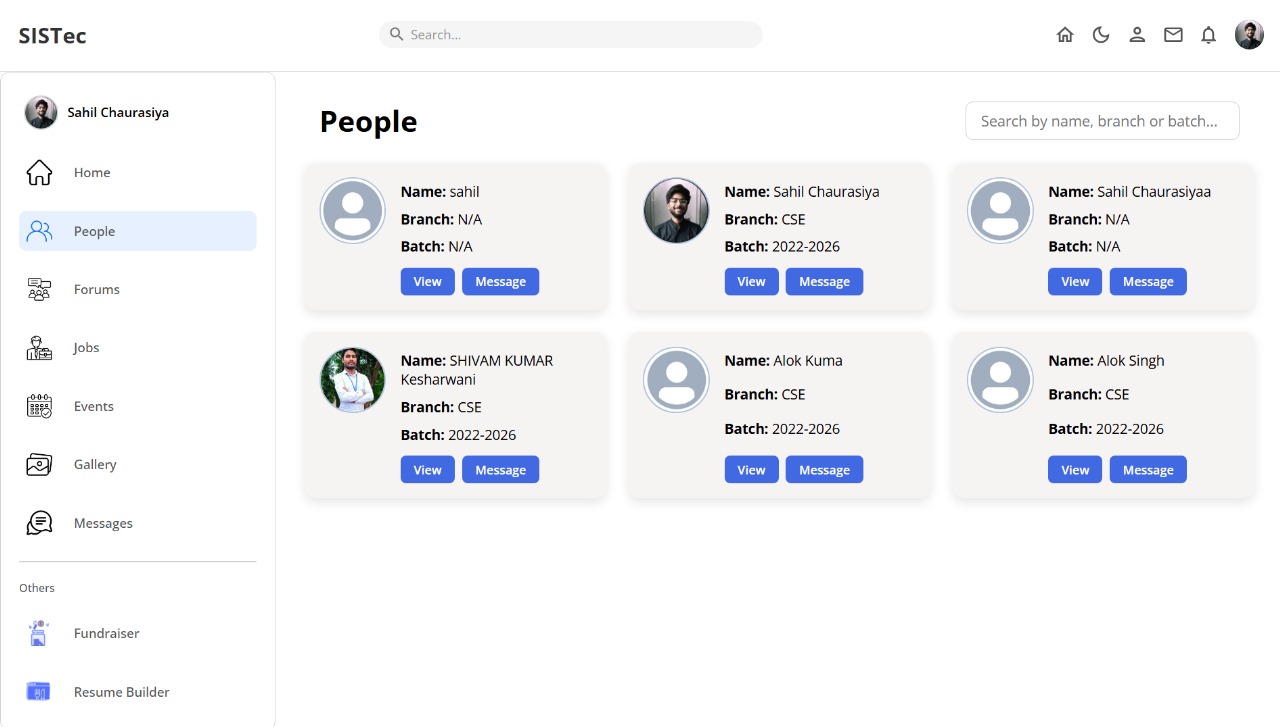 SISTec
Search...
Sahil Chaurasiya
Home
People
Forums
Jobs
Events
Gallery
Messages
Others
Fundraiser
Resume Builder
People
Search by name, branch or batch...
Name: sahil
Branch: N/A
Batch: N/A
View Message
Name: Sahil Chaurasiya
Branch: CSE
Batch: 2022-2026
View Message
Name: Sahil Chaurasiyaa
Branch: N/A
Batch: N/A
View Message
Name: SHIVAM KUMAR
Kesharwani
Branch: CSE
Batch: 2022-2026
View Message
Name: Alok Kuma
Branch: CSE
Batch: 2022-2026
View Message
Name: Alok Singh
Branch: CSE
Batch: 2022-2026
View Message